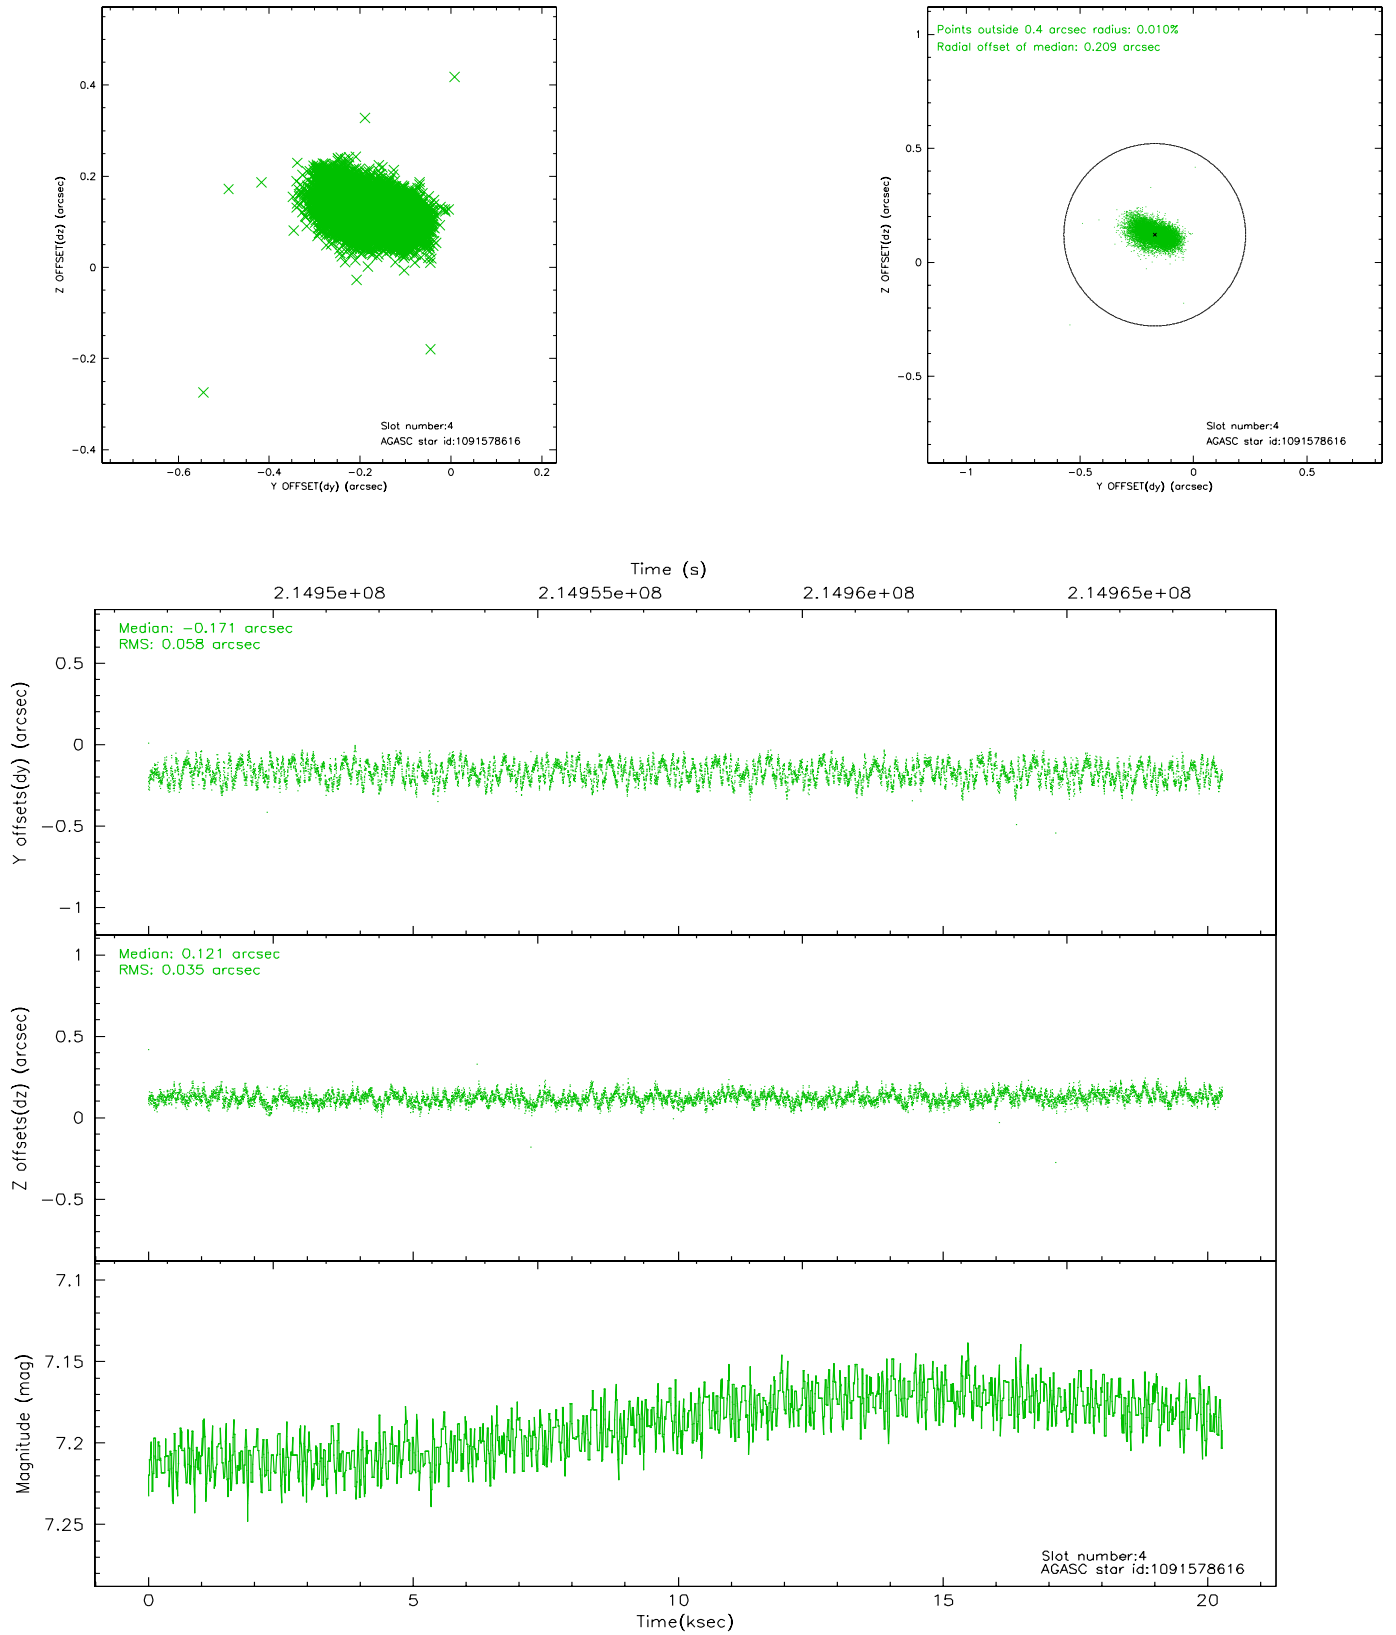 0.4
0.2
0
−0.2
−0.4
Z OFFSET(dz) (arcsec)
Slot number:4
AGASC star id:1091578616
−0.6 −0.4 −0.2 0 0.2
Y OFFSET(dy) (arcsec)
Points outside 0.4 arcsec radius: 0.010%
Radial offset of median: 0.209 arcsec
1
0.5
0
−0.5
Z OFFSET(dz) (arcsec)
Slot number:4
AGASC star id:1091578616
−1 −0.5 0 0.5
Y OFFSET(dy) (arcsec)
Time (s)
2.1495e+08 2.14955e+08 2.1496e+08 2.14965e+08
Median: −0.171 arcsec
RMS: 0.058 arcsec
0.5
0
−0.5
−1
Y offsets(dy) (arcsec)
Median: 0.121 arcsec
RMS: 0.035 arcsec
1
0.5
0
−0.5
Z offsets(dz) (arcsec)
7.1
7.15
7.2
7.25
Magnitude (mag)
Slot number:4
AGASC star id:1091578616
0 5 10 15 20
Time(ksec)